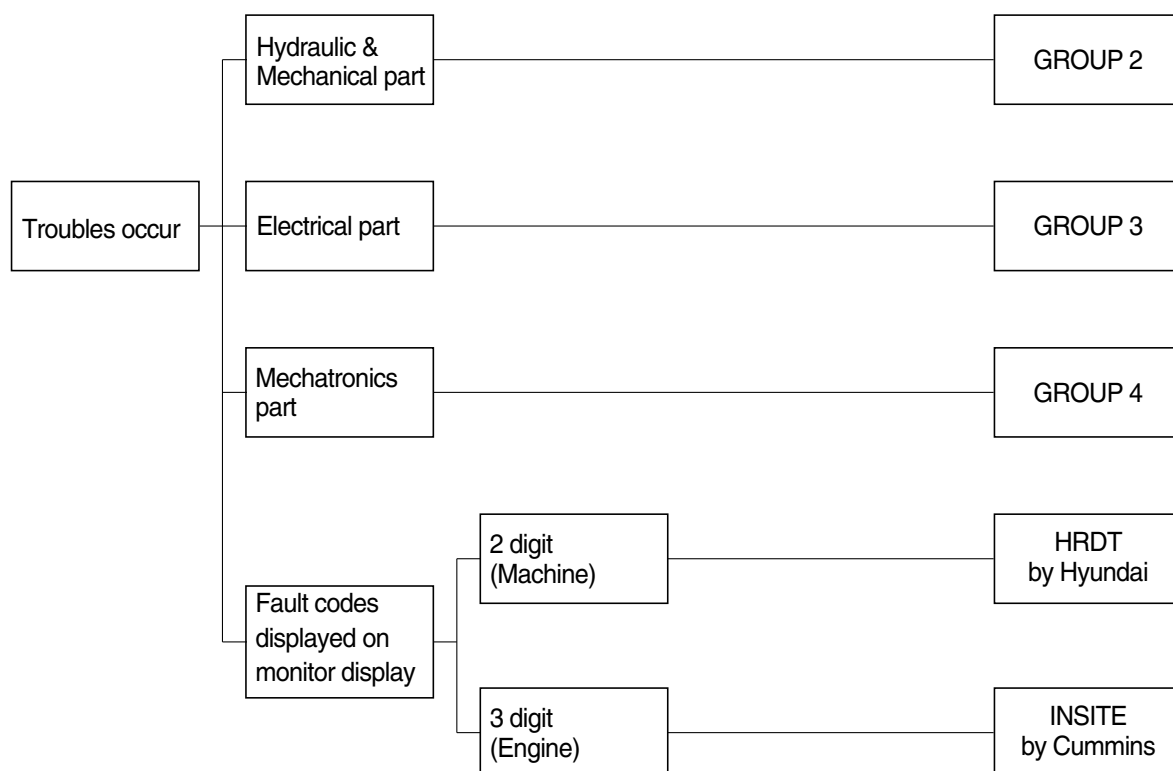 Hydraulic &
Mechanical part
GROUP 2
Troubles occur
Electrical part
GROUP 3
Mechatronics
part
GROUP 4
Fault codes
displayed on
monitor display
2 digit
(Machine)
HRDT
by Hyundai
3 digit
(Engine)
INSITE
by Cummins